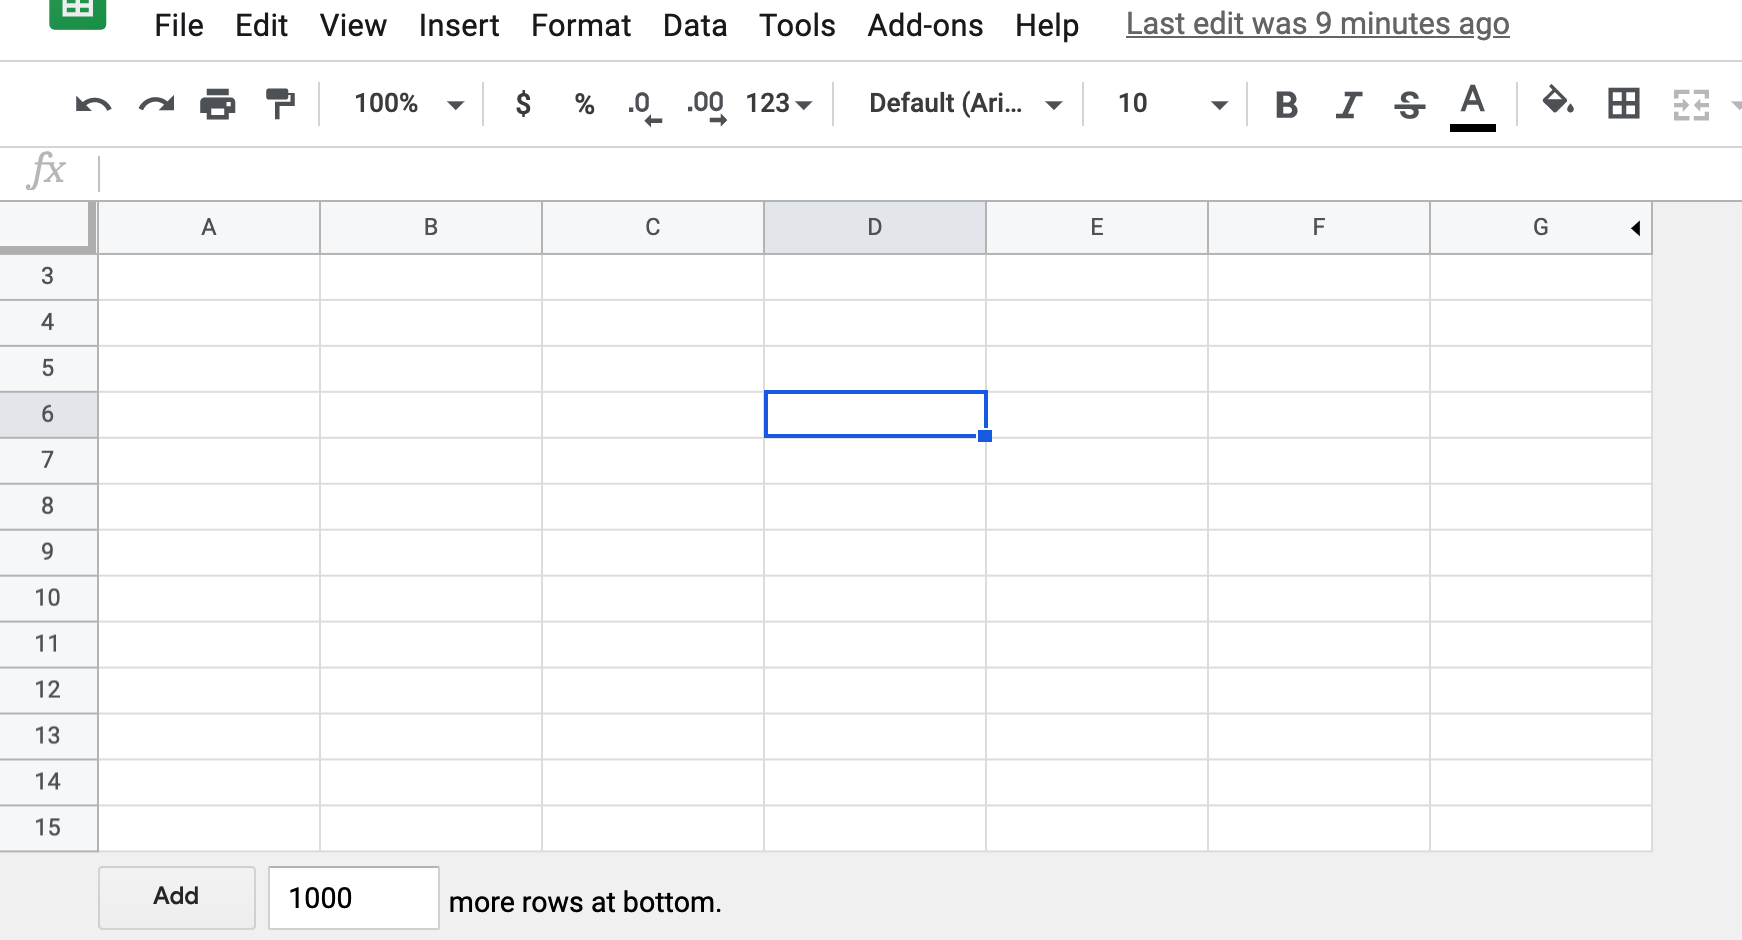 File Edit View Insert Format Data Tools Add-ons Help Last edit was 9 minutes ago
100% $ % .0 .00 123 Default (Ari... 10 B I S A
fx
A B C D E F G
3
4
5
6
7
8
9
10
11
12
13
14
15
Add 1000 more rows at bottom.